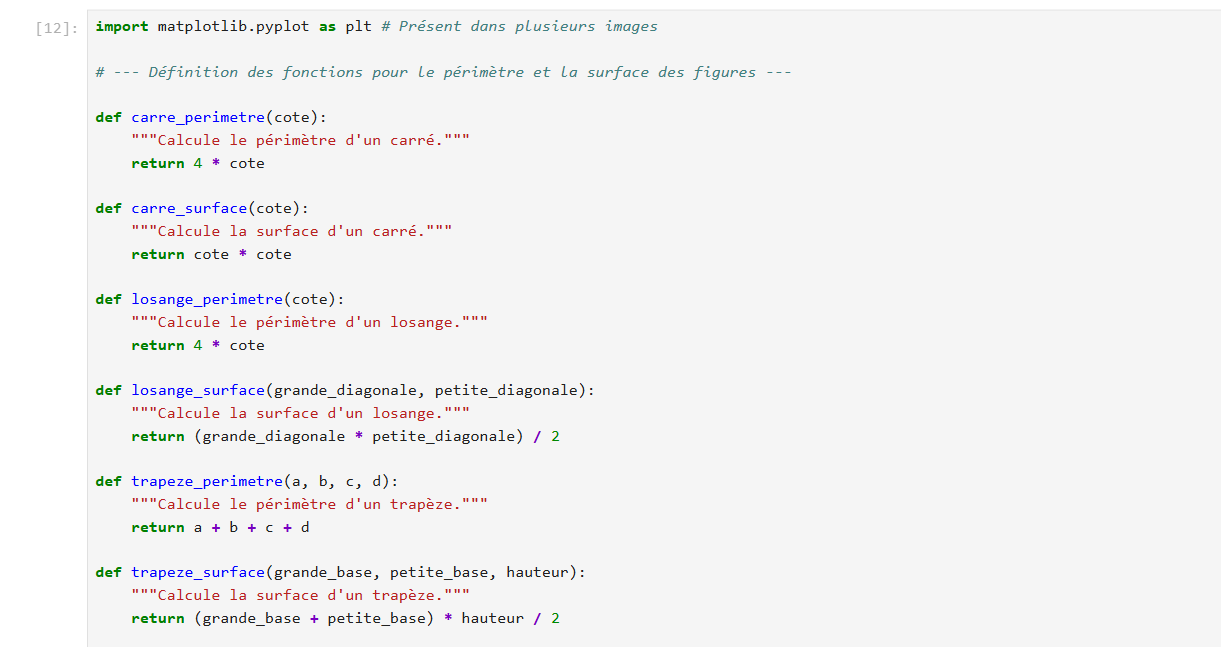 [12]: import matplotlib.pyplot as plt # Présent dans plusieurs images
# --- Définition des fonctions pour le périmètre et la surface des figures ---
def carre_perimetre(cote):
"""Calcule le périmètre d'un carré."""
return 4 * cote
def carre_surface(cote):
"""Calcule la surface d'un carré."""
return cote * cote
def losange_perimetre(cote):
"""Calcule le périmètre d'un losange."""
return 4 * cote
def losange_surface(grande_diagonale, petite_diagonale):
"""Calcule la surface d'un losange."""
return (grande_diagonale * petite_diagonale) / 2
def trapeze_perimetre(a, b, c, d):
"""Calcule le périmètre d'un trapèze."""
return a + b + c + d
def trapeze_surface(grande_base, petite_base, hauteur):
"""Calcule la surface d'un trapèze."""
return (grande_base + petite_base) * hauteur / 2